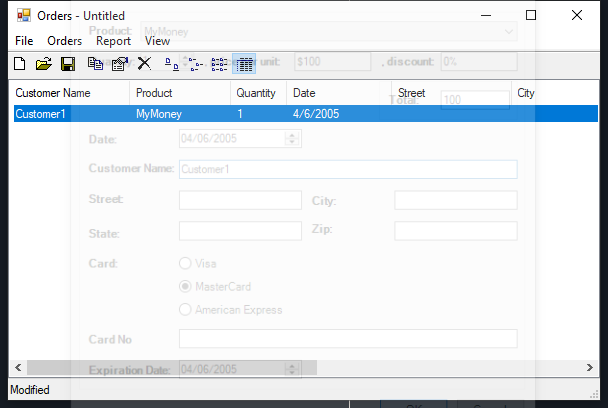 Orders - Untitled
Product: MyMoney
File Orders Report View
unit: $100 , discount: 0%
Customer Name Product Quantity Date Street City
Total: 100
Customer1 MyMoney 1 4/6/2005
Date: 04/06/2005
Customer Name: Customer1
Street: City:
State: Zip:
Card: Visa
MasterCard
American Express
Card No
Expiration Date: 04/06/2005
Modified